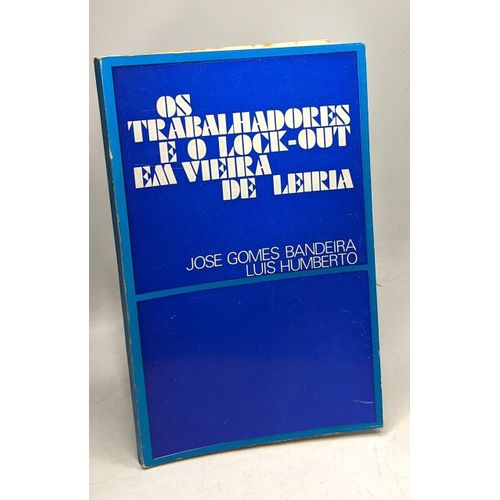 OS
TRABALHADORES
E O LOCK-OUT
EM VIEIRA
DE LEIRIA
JOSE GOMES BANDEIRA
LUIS HUMBERTO